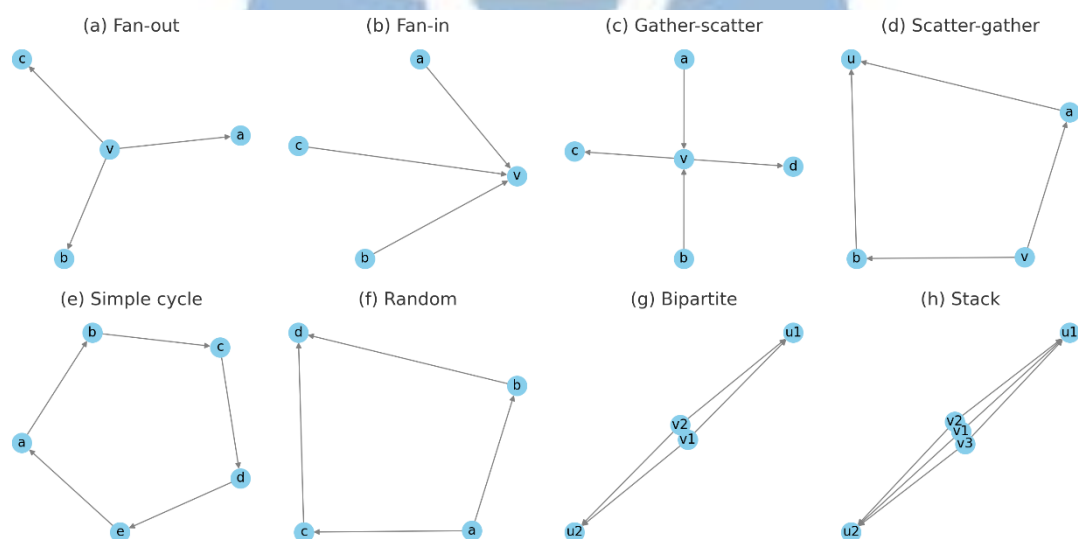 (a) Fan-out
c
v
a
b
(b) Fan-in
a
c
v
b
(c) Gather-scatter
a
c
v
d
b
(d) Scatter-gather
u
a
b
v
(e) Simple cycle
b
c
a
d
e
(f) Random
d
b
c
a
(g) Bipartite
u1
v2
v1
u2
(h) Stack
u1
v2
v1
v3
u2